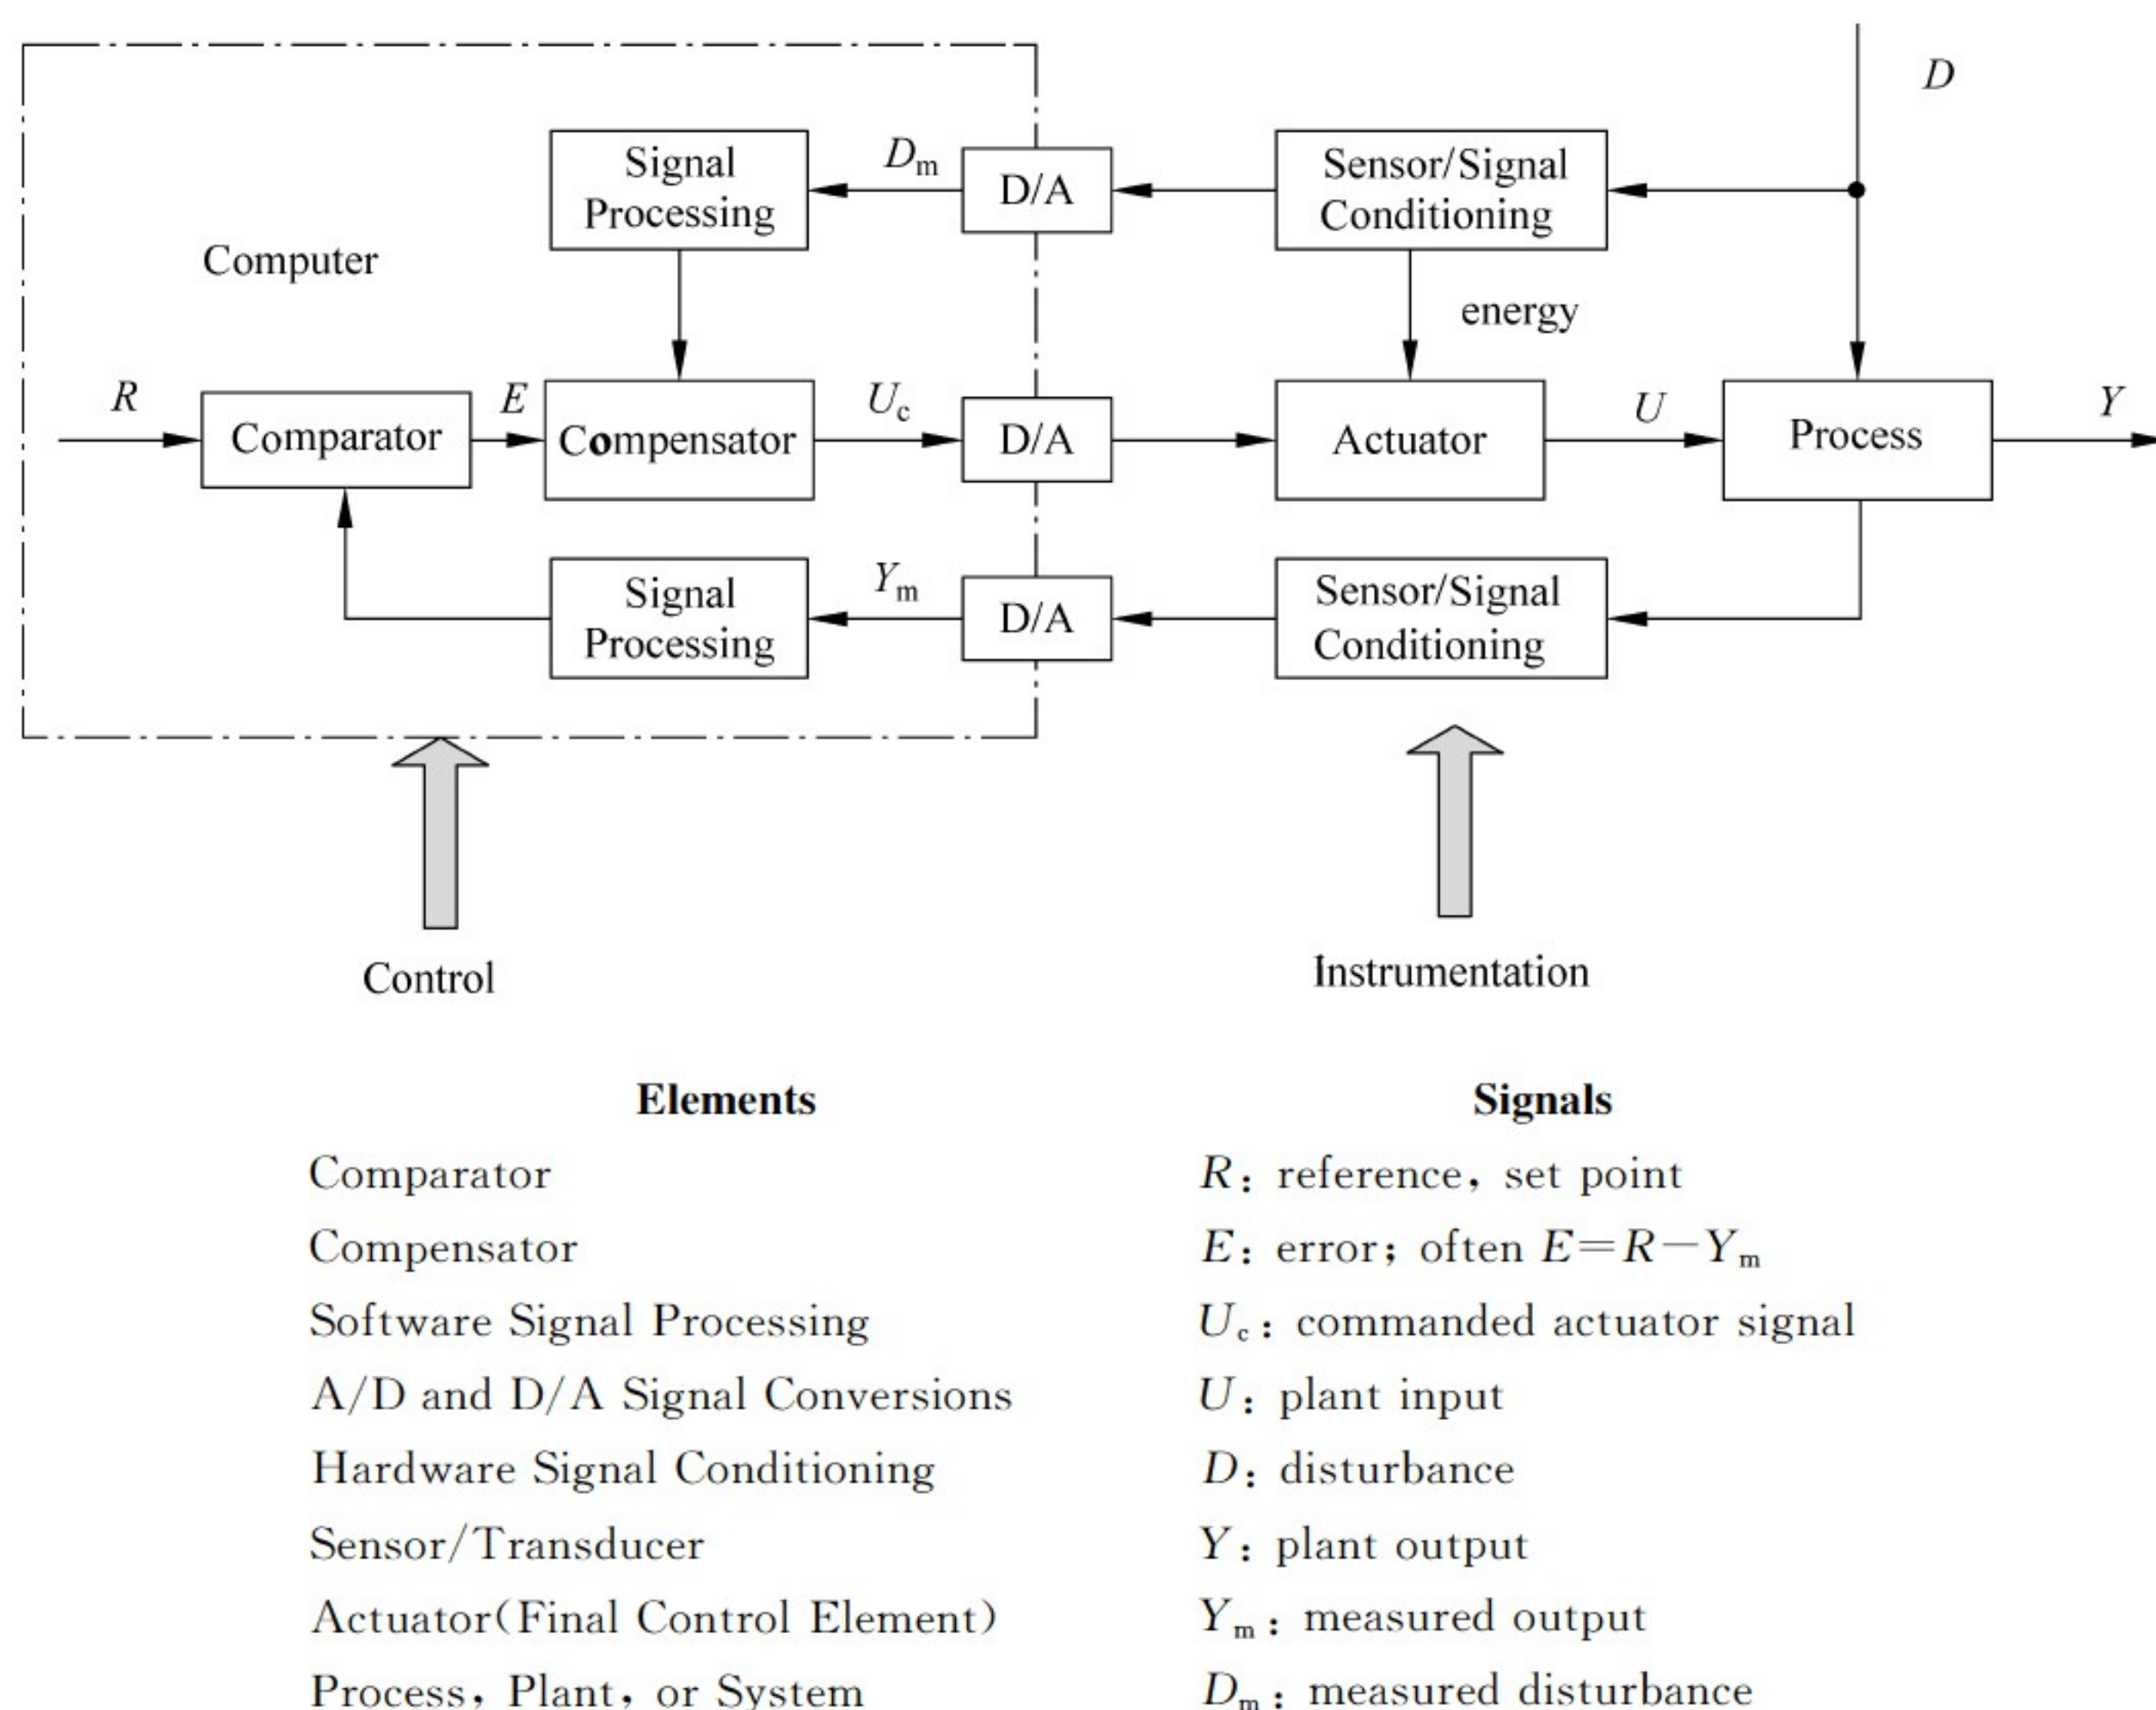 D
Signal
Processing
Dm
D/A
Sensor/Signal
Conditioning
Computer
energy
R
Comparator
E
Compensator
Uc
D/A
Actuator
U
Process
Y
Signal
Processing
Ym
D/A
Sensor/Signal
Conditioning
Control
Instrumentation
Elements
Comparator
Compensator
Software Signal Processing
A/D and D/A Signal Conversions
Hardware Signal Conditioning
Sensor/Transducer
Actuator(Final Control Element)
Process, Plant, or System
Signals
R: reference, set point
E: error; often E=R−Ym
Uc: commanded actuator signal
U: plant input
D: disturbance
Y: plant output
Ym: measured output
Dm: measured disturbance